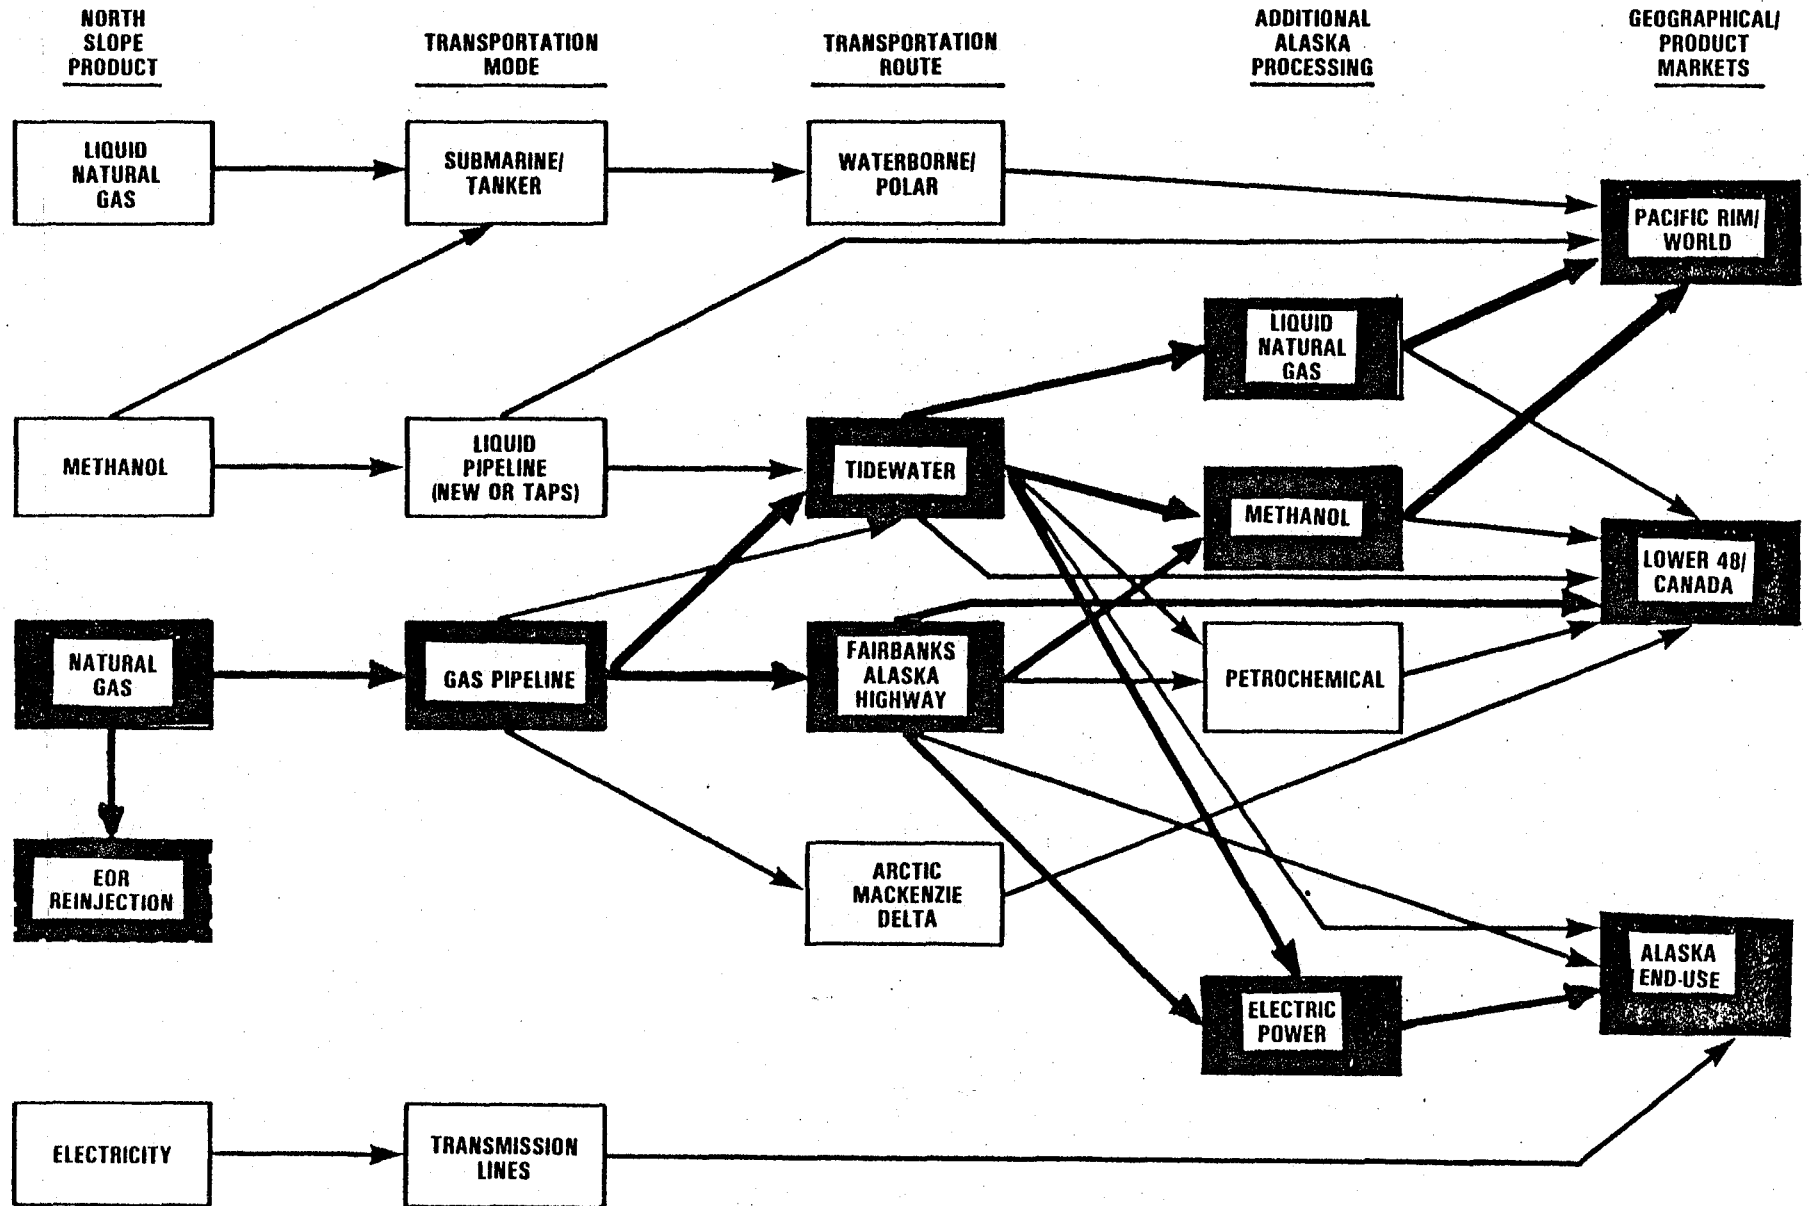 NORTH
SLOPE
PRODUCT
TRANSPORTATION
MODE
TRANSPORTATION
ROUTE
ADDITIONAL
ALASKA
PROCESSING
GEOGRAPHICAL/
PRODUCT
MARKETS
LIQUID
NATURAL
GAS
SUBMARINE/
TANKER
WATERBORNE/
POLAR
PACIFIC RIM/
WORLD
LIQUID
NATURAL
GAS
METHANOL
LIQUID
PIPELINE
(NEW OR TAPS)
TIDEWATER
METHANOL
LOWER 48/
CANADA
NATURAL
GAS
GAS PIPELINE
FAIRBANKS
ALASKA
HIGHWAY
PETROCHEMICAL
EOR
REINJECTION
ARCTIC
MACKENZIE
DELTA
ALASKA
END-USE
ELECTRIC
POWER
ELECTRICITY
TRANSMISSION
LINES